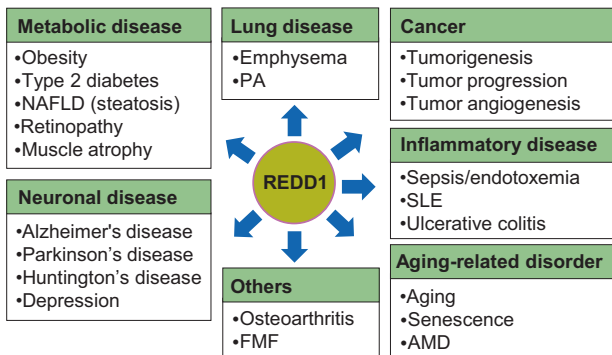 Metabolic disease
•Obesity
•Type 2 diabetes
•NAFLD (steatosis)
•Retinopathy
•Muscle atrophy
Lung disease
•Emphysema
•PA
Cancer
•Tumorigenesis
•Tumor progression
•Tumor angiogenesis
REDD1
Inflammatory disease
•Sepsis/endotoxemia
•SLE
•Ulcerative colitis
Neuronal disease
•Alzheimer's disease
•Parkinson’s disease
•Huntington’s disease
•Depression
Others
•Osteoarthritis
•FMF
Aging-related disorder
•Aging
•Senescence
•AMD